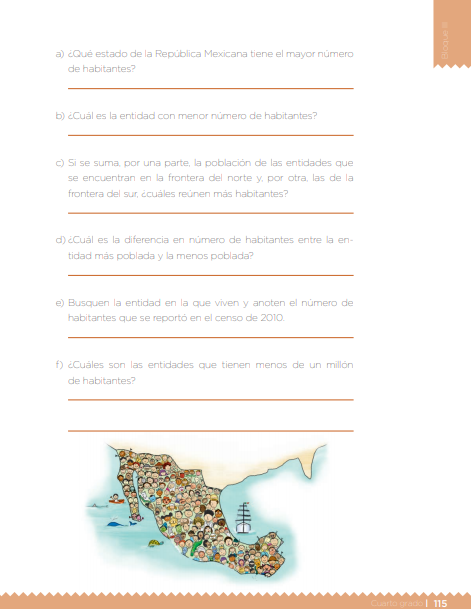 Bloque III
a) ¿Qué estado de la República Mexicana tiene el mayor número
de habitantes?
b) ¿Cuál es la entidad con menor número de habitantes?
c) Si se suma, por una parte, la población de las entidades que
se encuentran en la frontera del norte y, por otra, las de la
frontera del sur, ¿cuáles reúnen más habitantes?
d) ¿Cuál es la diferencia en número de habitantes entre la en-
tidad más poblada y la menos poblada?
e) Busquen la entidad en la que viven y anoten el número de
habitantes que se reportó en el censo de 2010.
f) ¿Cuáles son las entidades que tienen menos de un millón
de habitantes?
Cuarto grado | 115